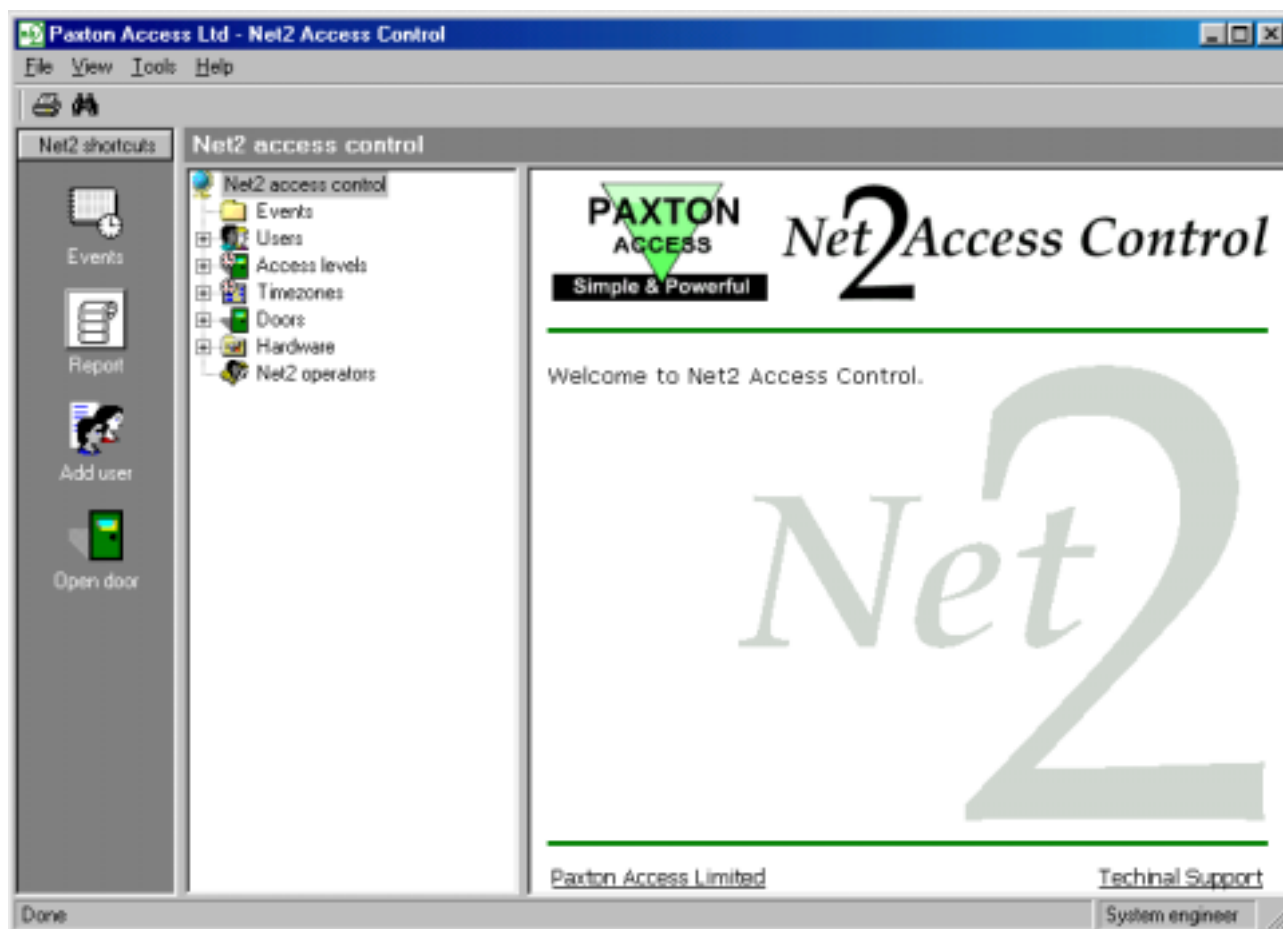 Paxton Access Ltd - Net2 Access Control
File View Tools Help
Net2 shortcuts
Events
Report
Add user
Open door
Net2 access control
Net2 access control
Events
Users
Access levels
Timezones
Doors
Hardware
Net2 operators
PAXTON
ACCESS
Simple & Powerful
Net2 Access Control
Welcome to Net2 Access Control.
Net2
Paxton Access Limited
Techinal Support
Done
System engineer